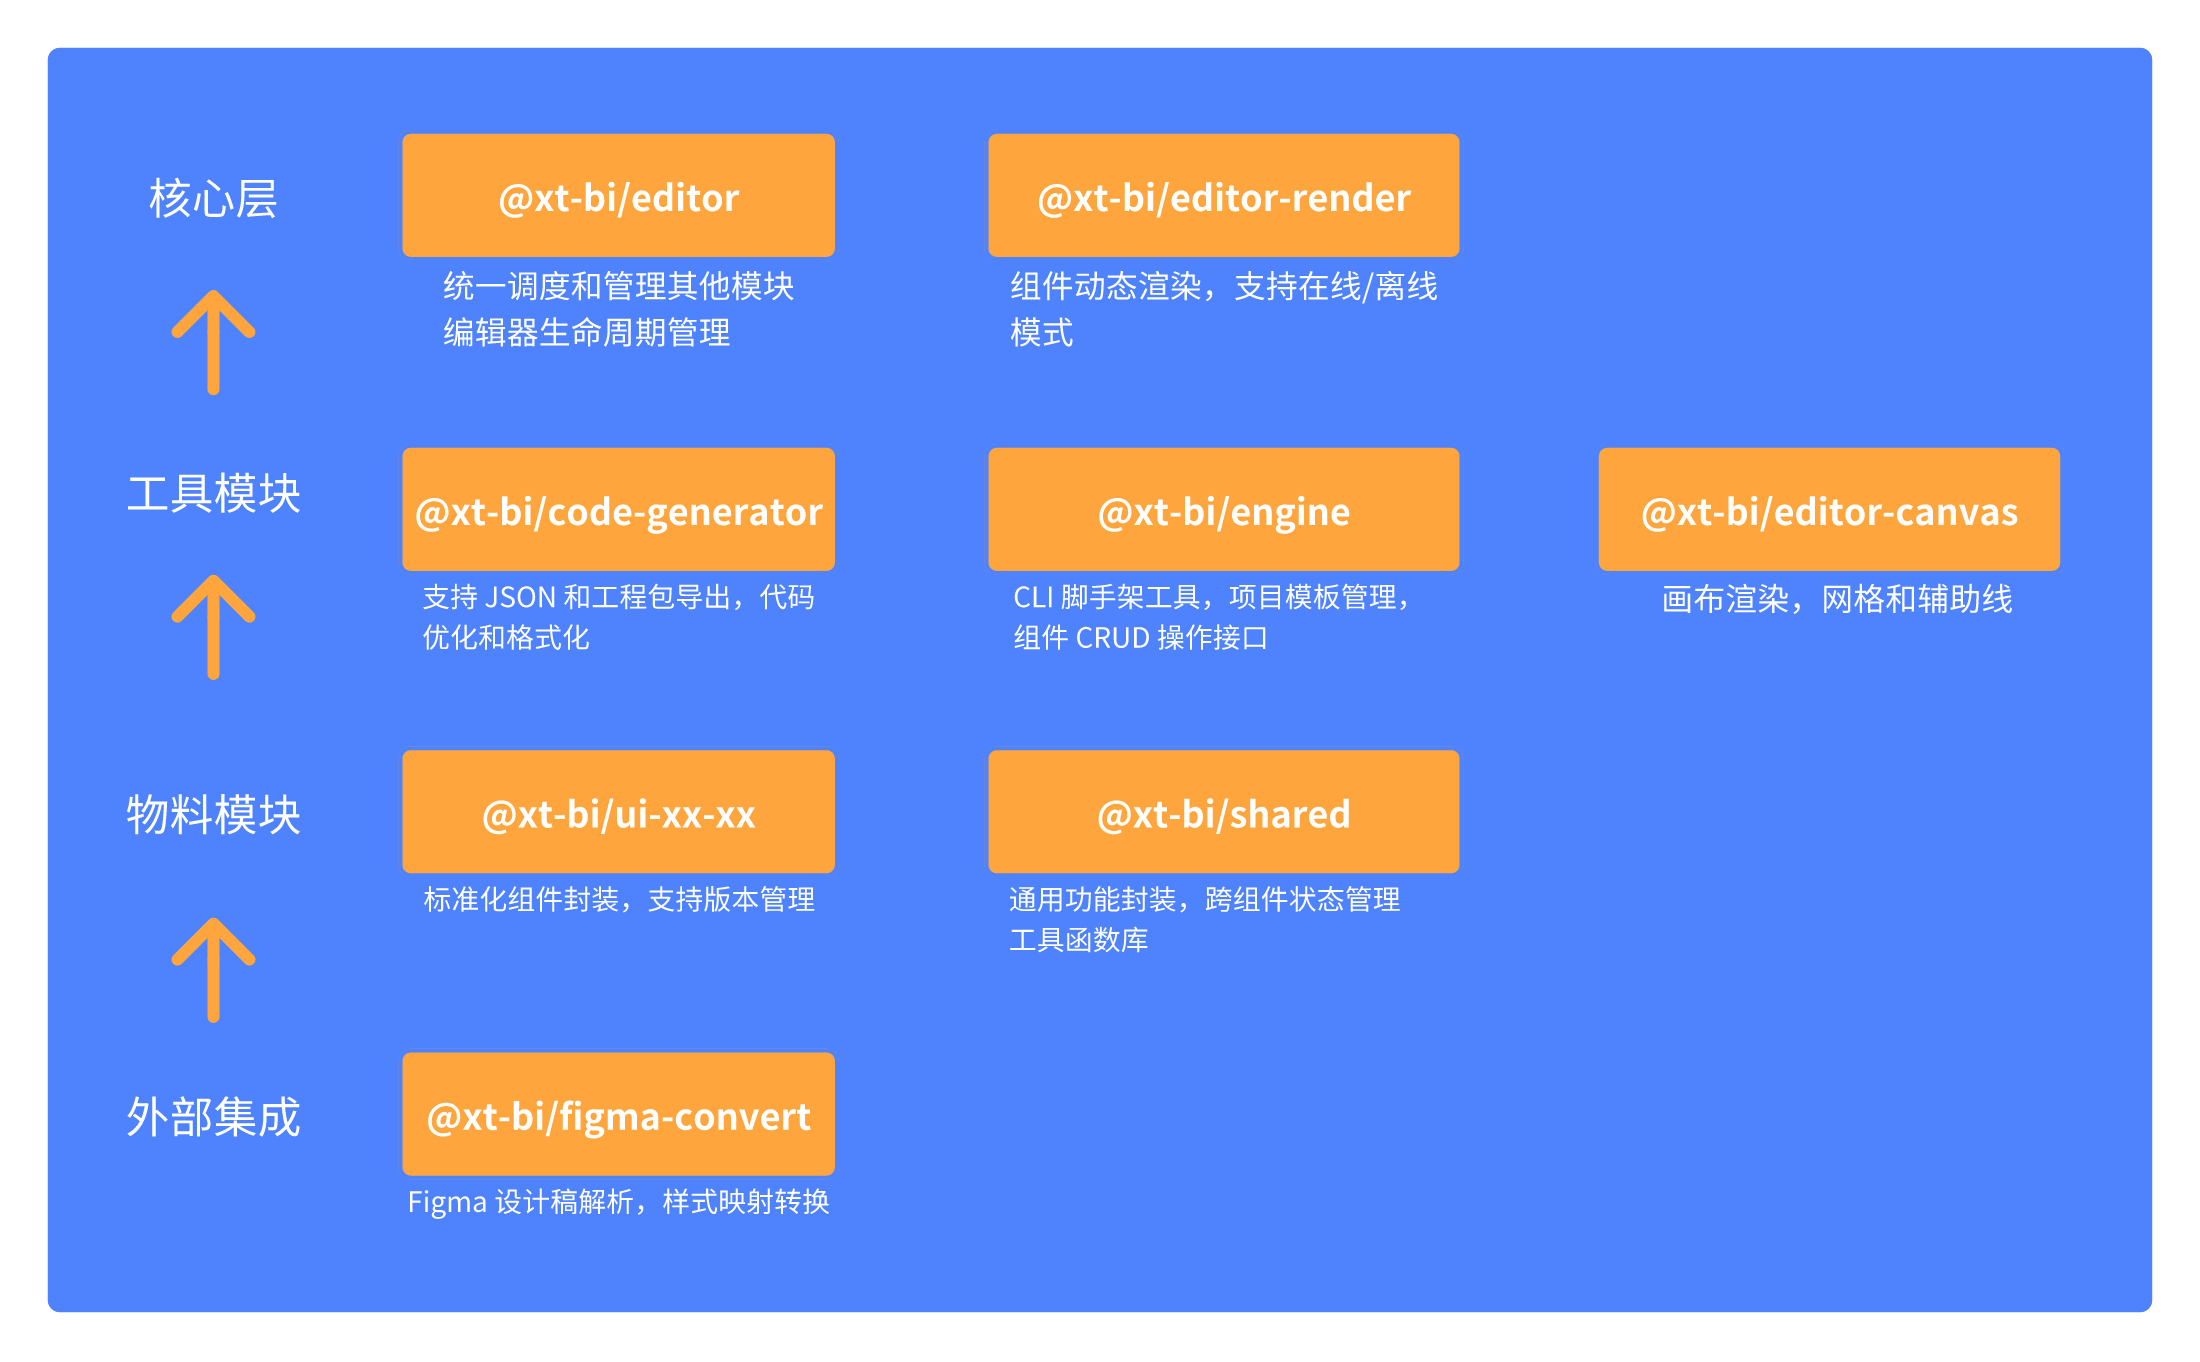 核心层
@xt-bi/editor
统一调度和管理其他模块
编辑器生命周期管理
@xt-bi/editor-render
组件动态渲染，支持在线/离线
模式
工具模块
@xt-bi/code-generator
支持 JSON 和工程包导出，代码
优化和格式化
@xt-bi/engine
CLI 脚手架工具，项目模板管理，
组件 CRUD 操作接口
@xt-bi/editor-canvas
画布渲染，网格和辅助线
物料模块
@xt-bi/ui-xx-xx
标准化组件封装，支持版本管理
@xt-bi/shared
通用功能封装，跨组件状态管理
工具函数库
外部集成
@xt-bi/figma-convert
Figma 设计稿解析，样式映射转换